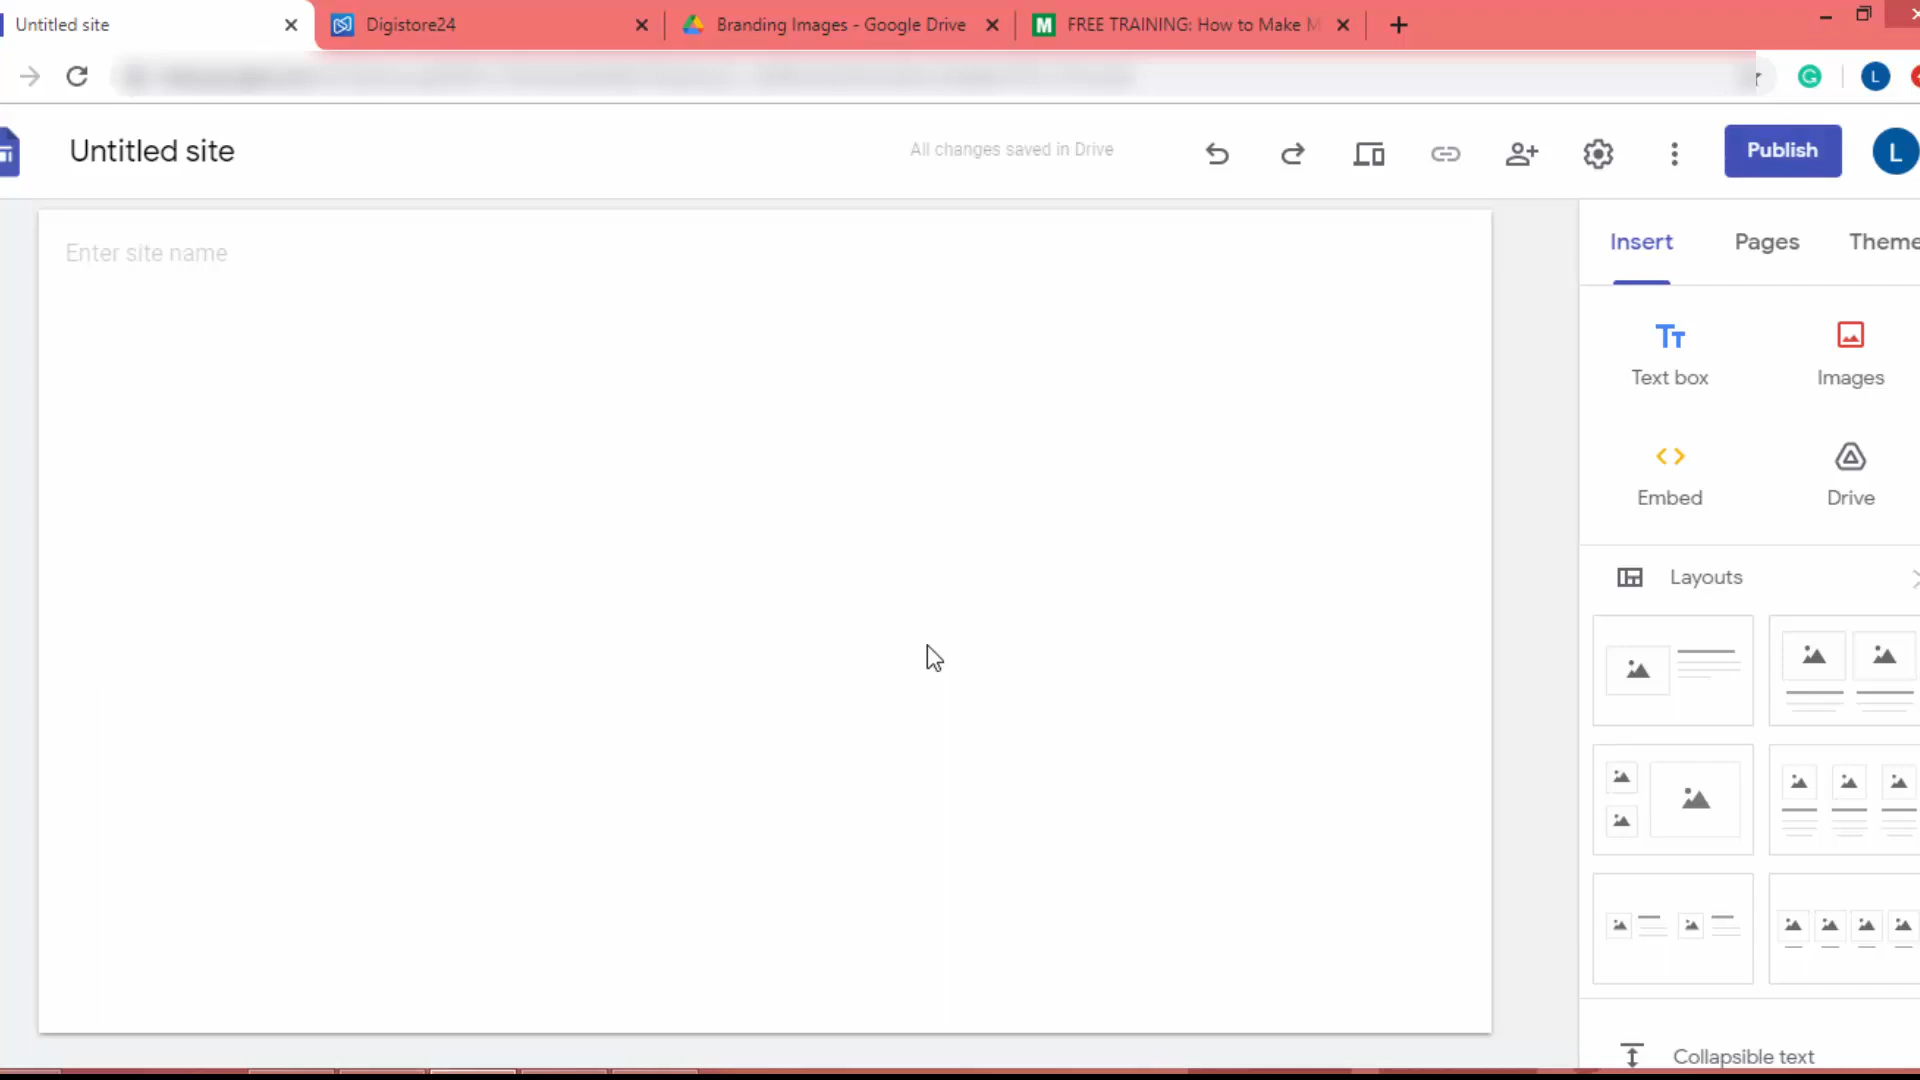 Untitled site
Digistore24
Branding Images - Google Drive
M
FREE TRAINING: How to Make M
L
Untitled site
All changes saved in Drive
Publish
L
Enter site name
Insert
Pages
Theme
Tт
Text box
Images
Embed
Drive
Layouts
Collapsible text